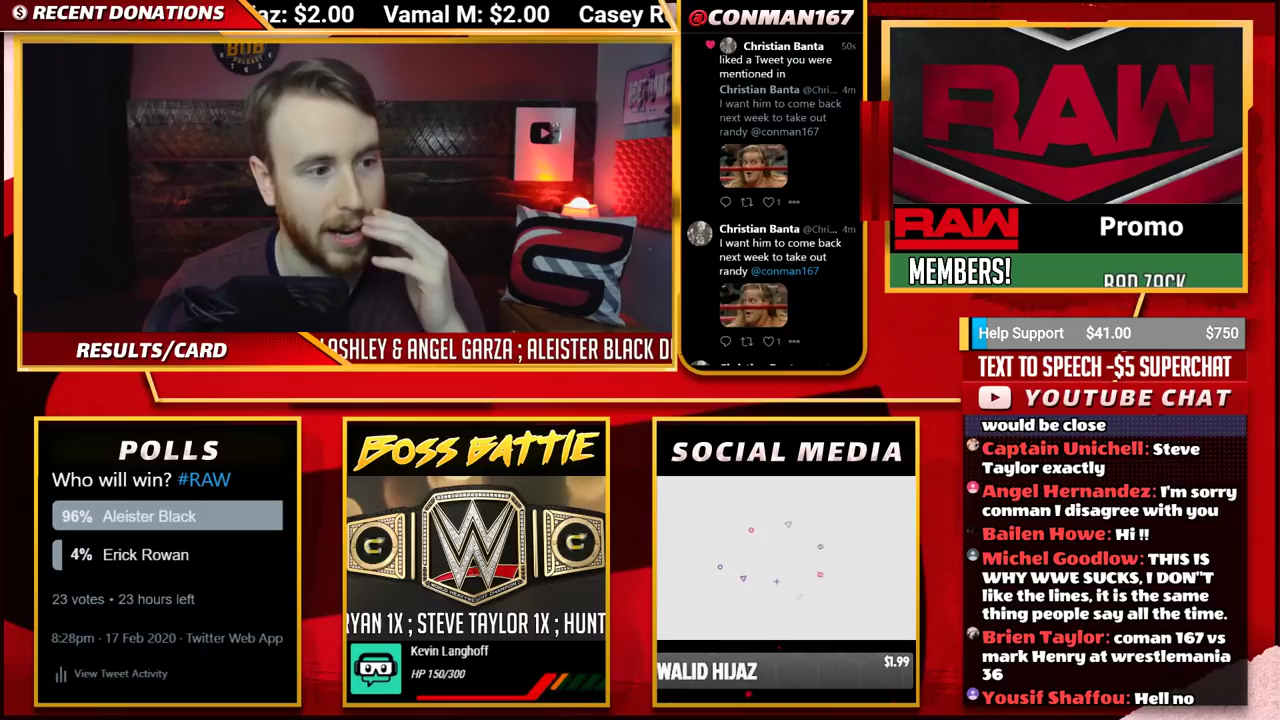 RECENT DONATIONS
az: $2.00 Vamal M: $2.00 Casey R
@CONMAN167
Christian Banta 50s
liked a Tweet you were
mentioned in
Christian Banta @Chri... 4m
I want him to come back
next week to take out
randy @conman167
1
Christian Banta @Chri... 4m
I want him to come back
next week to take out
randy @conman167
1
RAW
RAW
Promo
MEMBERS!
RESULTS/CARD
ASHLEY & ANGEL GARZA ; ALEISTER BLACK D
Help Support $41.00 $750
TEXT TO SPEECH -$5 SUPERCHAT
YOUTUBE CHAT
would be close
Captain Unichell: Steve
Taylor exactly
Angel Hernandez: I'm sorry
conman I disagree with you
Bailen Howe: Hi !!
Michel Goodlow: THIS IS
WHY WWE SUCKS, I DON"T
like the lines, it is the same
thing people say all the time.
Brien Taylor: coman 167 vs
mark Henry at wrestlemania
36
Yousif Shaffou: Hell no
POLLS
Who will win? #RAW
96% Aleister Black
4% Erick Rowan
23 votes · 23 hours left
8:28pm · 17 Feb 2020 · Twitter Web App
View Tweet Activity
BOSS BATTLE
W
C
C
RYAN 1X ; STEVE TAYLOR 1X ; HUNT
Kevin Langhoff
HP 150/300
SOCIAL MEDIA
WALID HIJAZ
$1.99